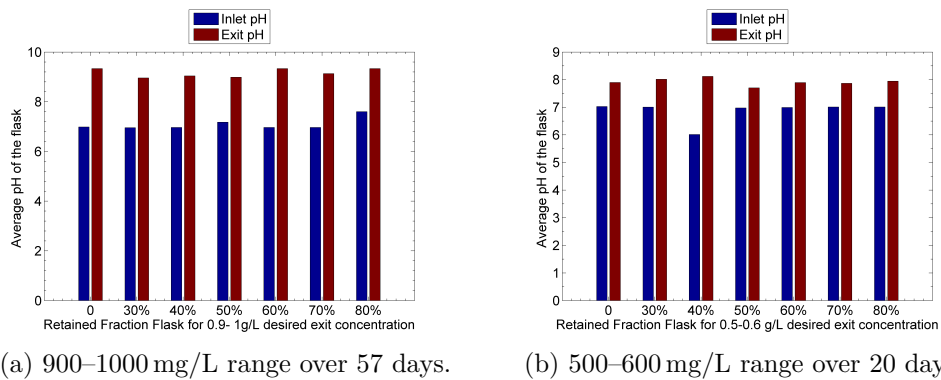 Inlet pH
Exit pH
Average pH of the flask
10
8
6
4
2
0
0 30% 40% 50% 60% 70% 80%
Retained Fraction Flask for 0.9- 1g/L desired exit concentration
(a) 900–1000 mg/L range over 57 days.
Inlet pH
Exit pH
Average pH of the flask
9
8
7
6
5
4
3
2
1
0
0 30% 40% 50% 60% 70% 80%
Retained Fraction Flask for 0.5-0.6 g/L desired exit concentration
(b) 500–600 mg/L range over 20 day